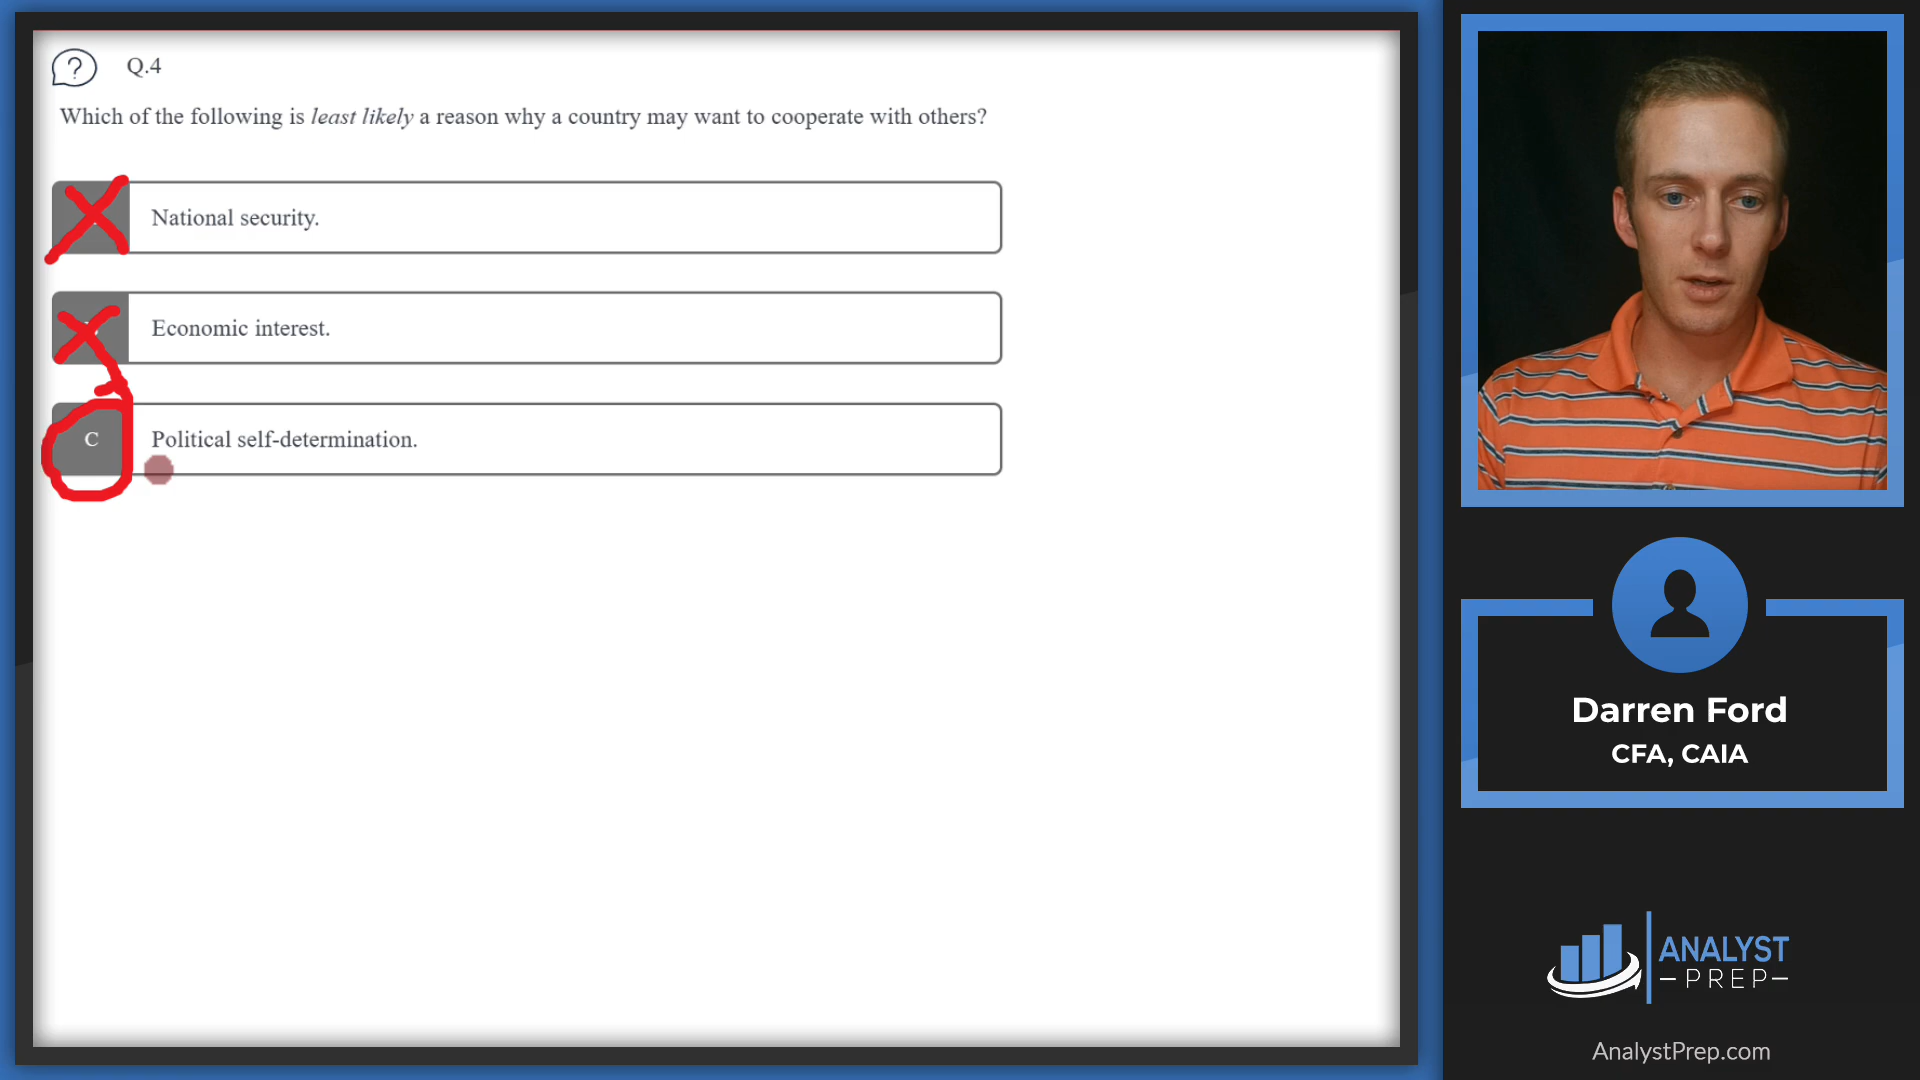 ?
Q.4
Which of the following is least likely a reason why a country may want to cooperate with others?
National security.
Economic interest.
C
Political self-determination.
Darren Ford
CFA, CAIA
ANALYST
PREP
AnalystPrep.com